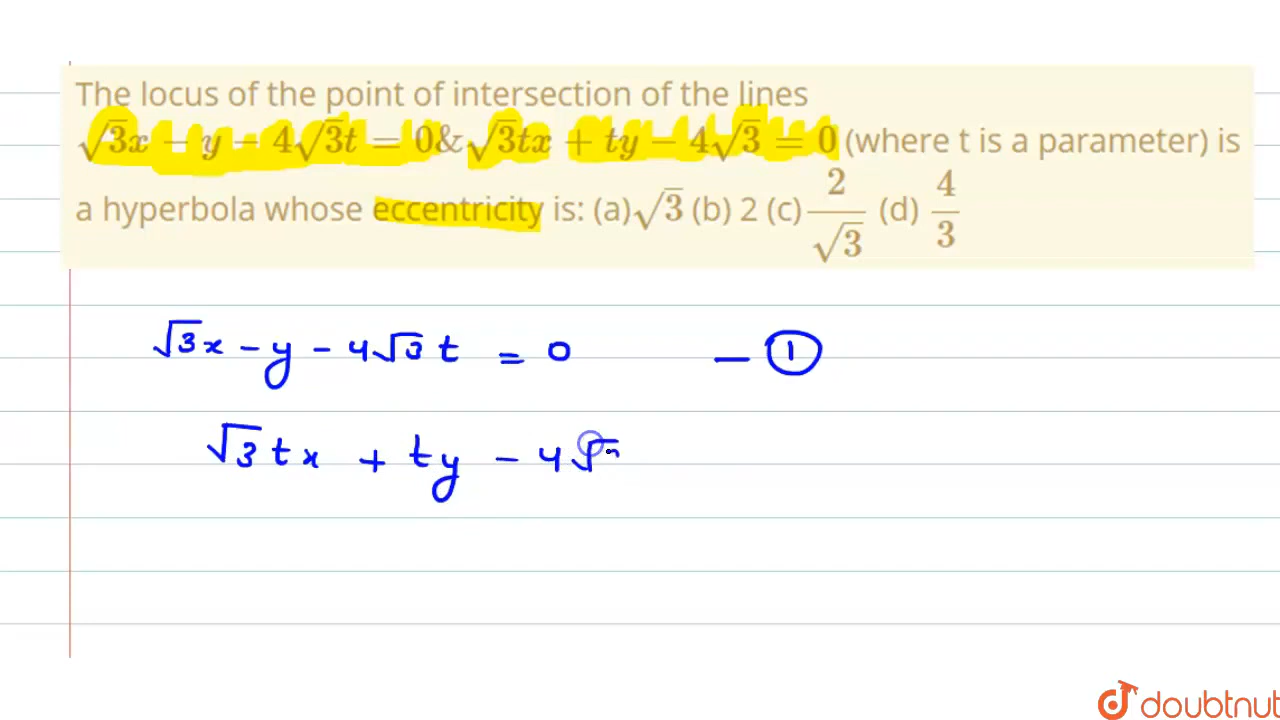 The locus of the point of intersection of the lines
√3x − y − 4√3t = 0 & √3tx + ty − 4√3 = 0 (where t is a parameter) is
a hyperbola whose eccentricity is: (a)√3 (b) 2 (c) 2/√3 (d) 4/3
√3x − y − 4√3 t = 0 — ①
√3 tx + ty − 4√
doubtnut